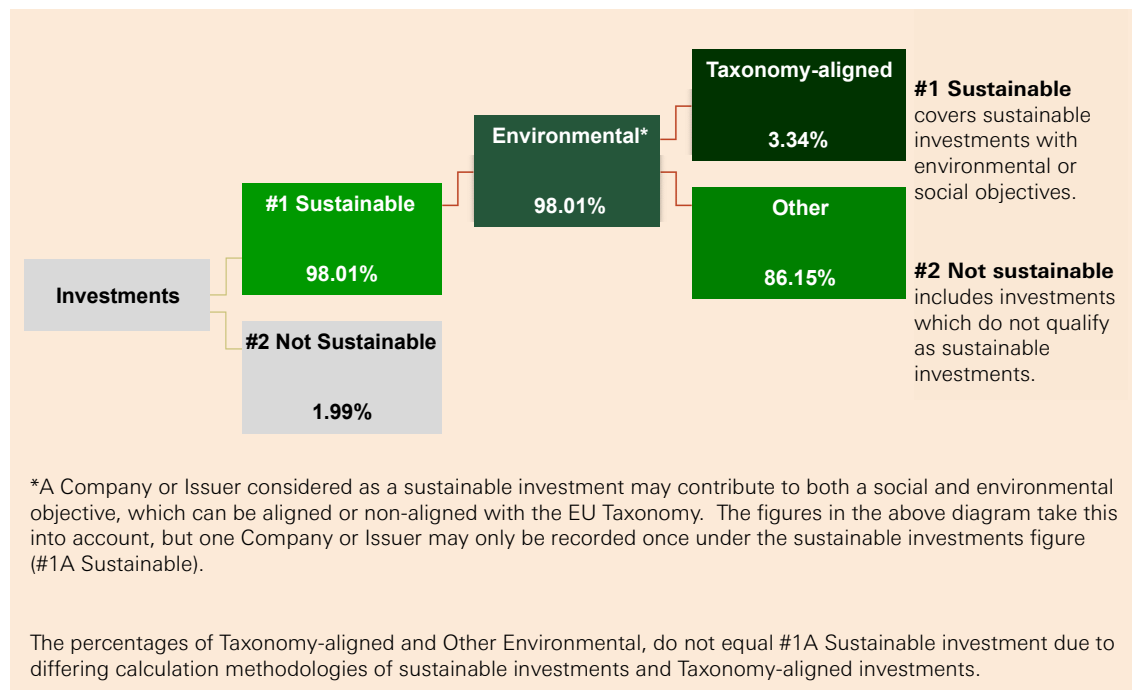 Investments
#1 Sustainable
98.01%
#2 Not Sustainable
1.99%
Environmental*
98.01%
Taxonomy-aligned
3.34%
Other
86.15%
#1 Sustainable
covers sustainable
investments with
environmental or
social objectives.
#2 Not sustainable
includes investments
which do not qualify
as sustainable
investments.
*A Company or Issuer considered as a sustainable investment may contribute to both a social and environmental
objective, which can be aligned or non-aligned with the EU Taxonomy.  The figures in the above diagram take this
into account, but one Company or Issuer may only be recorded once under the sustainable investments figure
(#1A Sustainable).
The percentages of Taxonomy-aligned and Other Environmental, do not equal #1A Sustainable investment due to
differing calculation methodologies of sustainable investments and Taxonomy-aligned investments.